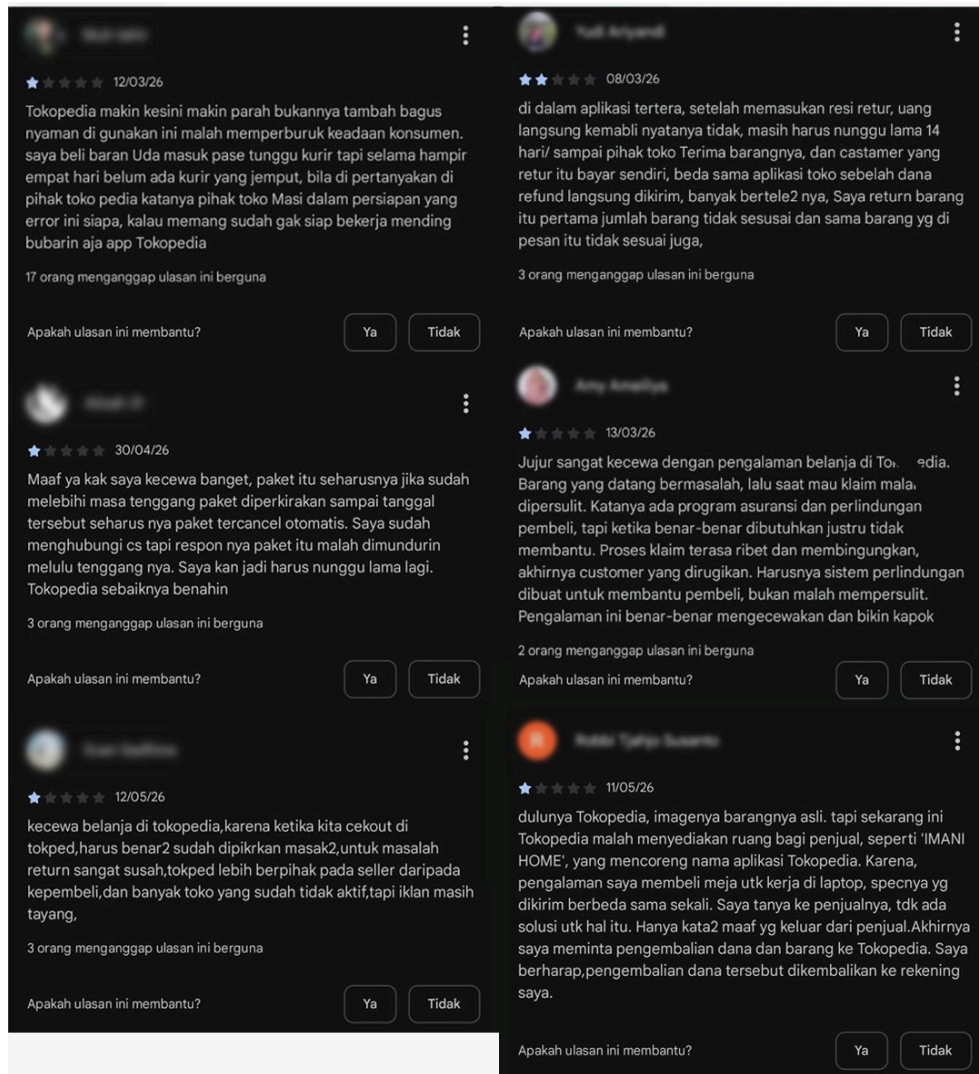 12/03/26
Tokopedia makin kesini makin parah bukannya tambah bagus
nyaman di gunakan ini malah memperburuk keadaan konsumen.
saya beli baran Uda masuk pase tunggu kurir tapi selama hampir
empat hari belum ada kurir yang jemput, bila di pertanyakan di
pihak toko pedia katanya pihak toko Masi dalam persiapan yang
error ini siapa, kalau memang sudah gak siap bekerja mending
bubarin aja app Tokopedia
17 orang menganggap ulasan ini berguna
Apakah ulasan ini membantu?
Ya
Tidak
30/04/26
Maaf ya kak saya kecewa banget, paket itu seharusnya jika sudah
melebihi masa tenggang paket diperkirakan sampai tanggal
tersebut seharus nya paket tercancel otomatis. Saya sudah
menghubungi cs tapi respon nya paket itu malah dimundurin
melulu tenggang nya. Saya kan jadi harus nunggu lama lagi.
Tokopedia sebaiknya benahin
3 orang menganggap ulasan ini berguna
Apakah ulasan ini membantu?
Ya
Tidak
12/05/26
kecewa belanja di tokopedia,karena ketika kita cekout di
tokped,harus benar2 sudah dipikrkan masak2,untuk masalah
return sangat susah,tokped lebih berpihak pada seller daripada
kepembeli,dan banyak toko yang sudah tidak aktif,tapi iklan masih
tayang,
3 orang menganggap ulasan ini berguna
Apakah ulasan ini membantu?
Ya
Tidak
Yudi Ariyandi
08/03/26
di dalam aplikasi tertera, setelah memasukan resi retur, uang
langsung kemabli nyatanya tidak, masih harus nunggu lama 14
hari/ sampai pihak toko Terima barangnya, dan castamer yang
retur itu bayar sendiri, beda sama aplikasi toko sebelah dana
refund langsung dikirim, banyak bertele2 nya, Saya return barang
itu pertama jumlah barang tidak sesusai dan sama barang yg di
pesan itu tidak sesuai juga,
3 orang menganggap ulasan ini berguna
Apakah ulasan ini membantu?
Ya
Tidak
Amy Ameliya
13/03/26
Jujur sangat kecewa dengan pengalaman belanja di
Barang yang datang bermasalah, lalu saat mau klaim
dipersulit. Katanya ada program asuransi dan perlindungan
pembeli, tapi ketika benar-benar dibutuhkan justru tidak
membantu. Proses klaim terasa ribet dan membingungkan,
akhirnya customer yang dirugikan. Harusnya sistem perlindungan
dibuat untuk membantu pembeli, bukan malah mempersulit.
Pengalaman ini benar-benar mengecewakan dan bikin kapok
2 orang menganggap ulasan ini berguna
Apakah ulasan ini membantu?
Ya
Tidak
R
Robbi Tjahjo Susanto
11/05/26
dulunya Tokopedia, imagenya barangnya asli. tapi sekarang ini
Tokopedia malah menyediakan ruang bagi penjual, seperti 'IMANI
HOME', yang mencoreng nama aplikasi Tokopedia. Karena,
pengalaman saya membeli meja utk kerja di laptop, specnya yg
dikirim berbeda sama sekali. Saya tanya ke penjualnya, tdk ada
solusi utk hal itu. Hanya kata2 maaf yg keluar dari penjual.Akhirnya
saya meminta pengembalian dana dan barang ke Tokopedia. Saya
berharap,pengembalian dana tersebut dikembalikan ke rekening
saya.
Apakah ulasan ini membantu?
Ya
Tidak